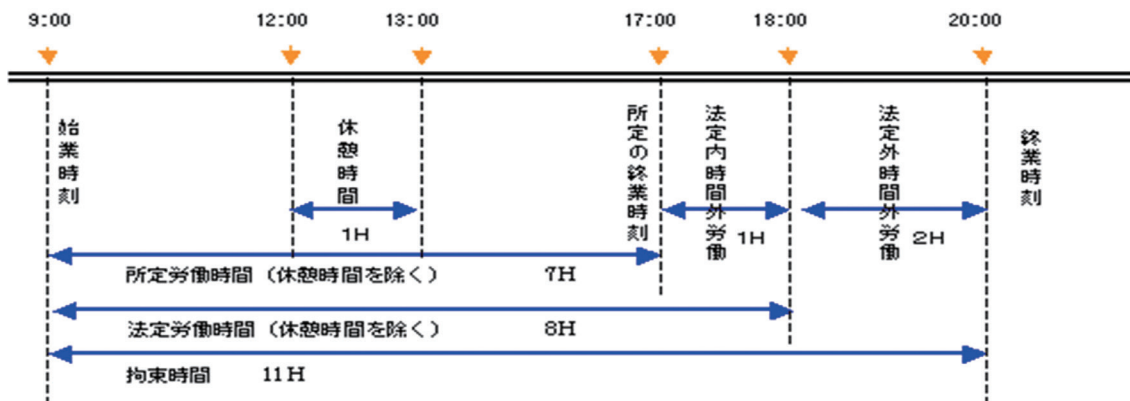 9:00
12:00
13:00
17:00
18:00
20:00
始業時刻
休憩時間
所定の終業時刻
法定内時間外労働
法定外時間外労働
終業時刻
1H
1H
2H
所定労働時間（休憩時間を除く） 7H
法定労働時間（休憩時間を除く） 8H
拘束時間 11H